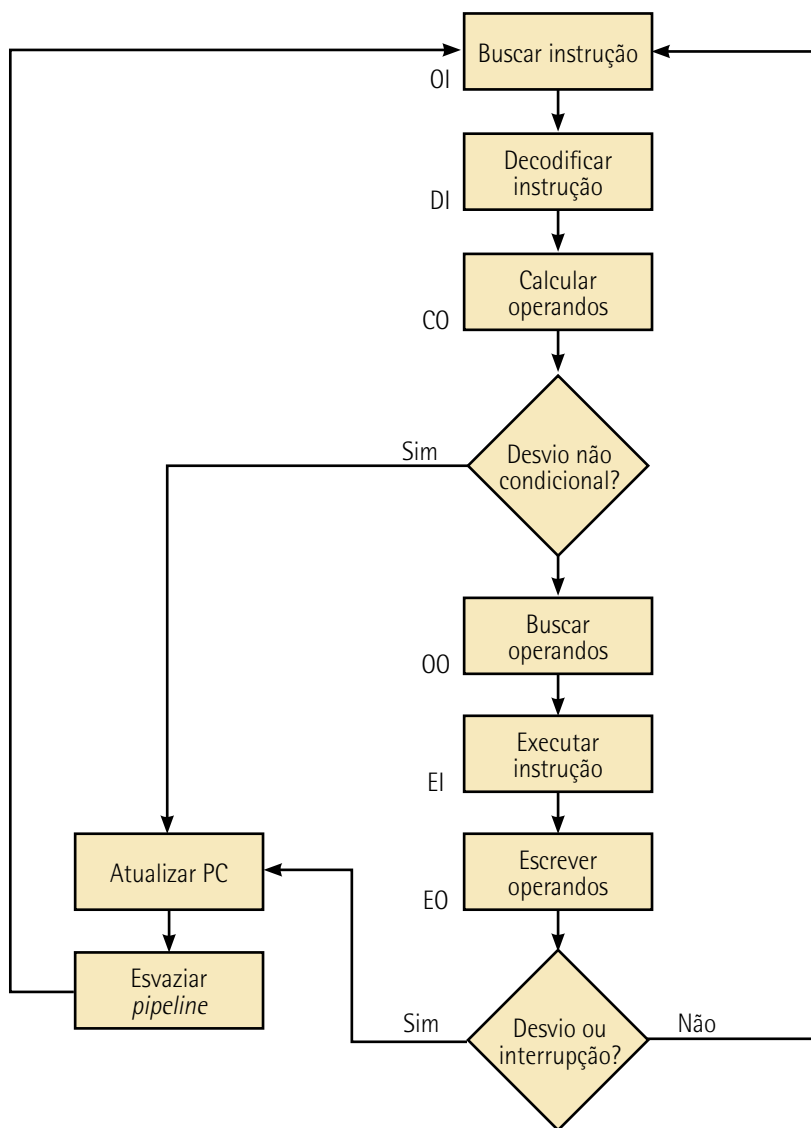 Buscar instrução
OI
Decodificar
instrução
DI
Calcular
operandos
CO
Sim
Desvio não
condicional?
Buscar
operandos
OO
Executar
instrução
EI
Atualizar PC
Escrever
operandos
EO
Esvaziar
pipeline
Sim
Desvio ou
interrupção?
Não